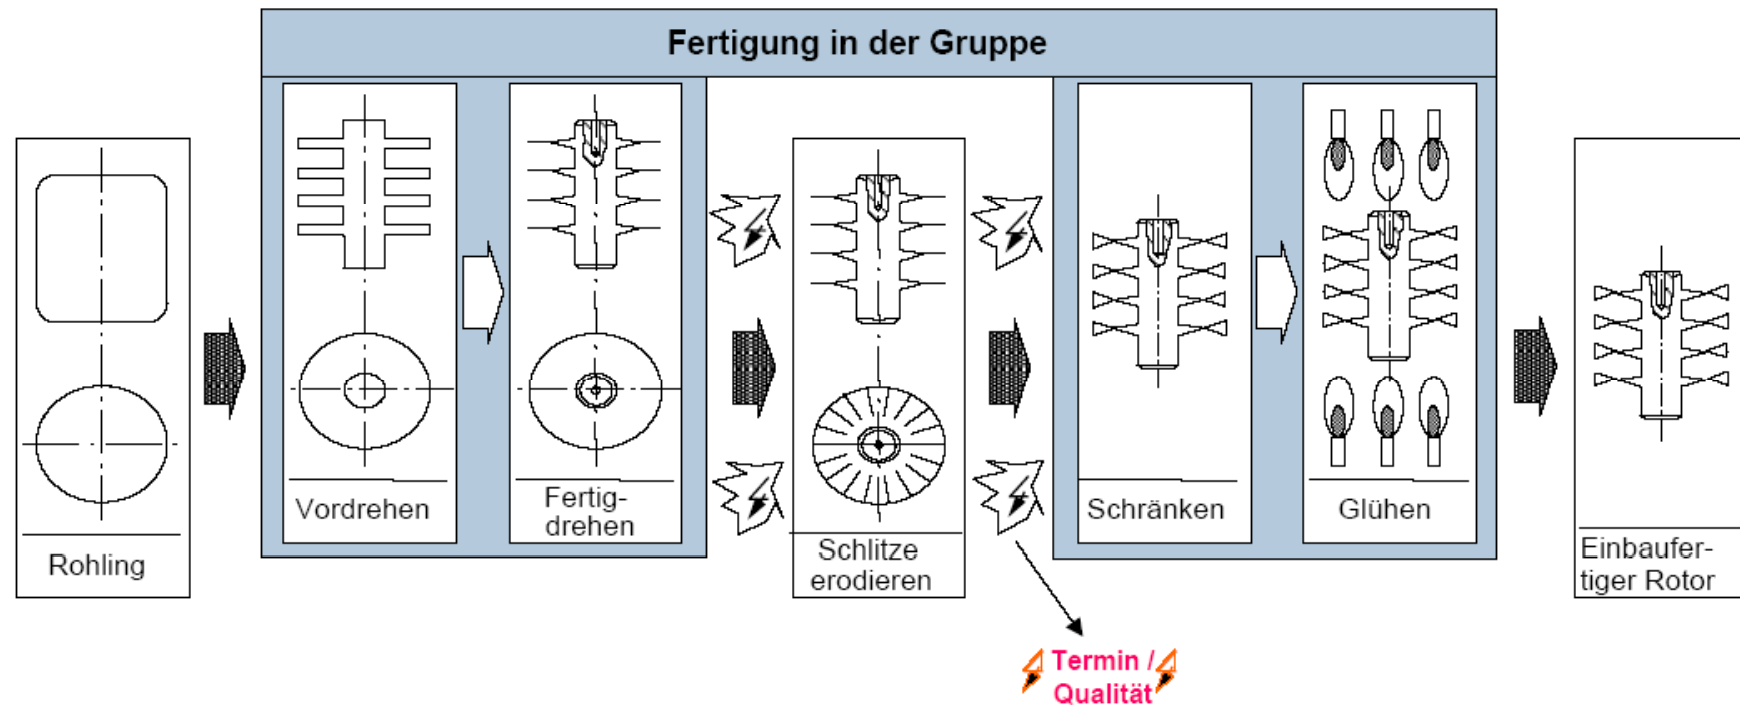 Fertigung in der Gruppe
Rohling
Vordrehen
Fertig-
drehen
Schlitze
erodieren
Schränken
Glühen
Einbaufer-
tiger Rotor
Termin /
Qualität